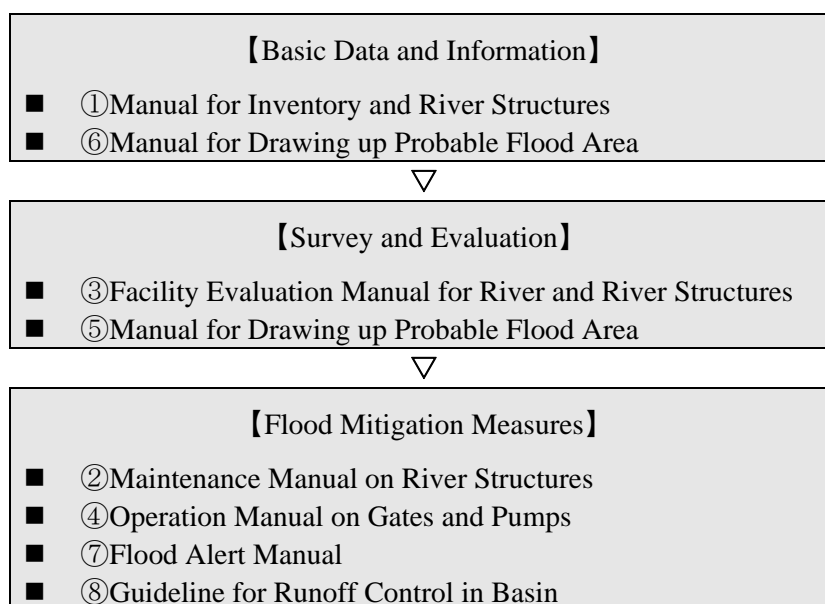 【Basic Data and Information】
■ ①Manual for Inventory and River Structures
■ ⑥Manual for Drawing up Probable Flood Area
▽
【Survey and Evaluation】
■ ③Facility Evaluation Manual for River and River Structures
■ ⑤Manual for Drawing up Probable Flood Area
▽
【Flood Mitigation Measures】
■ ②Maintenance Manual on River Structures
■ ④Operation Manual on Gates and Pumps
■ ⑦Flood Alert Manual
■ ⑧Guideline for Runoff Control in Basin